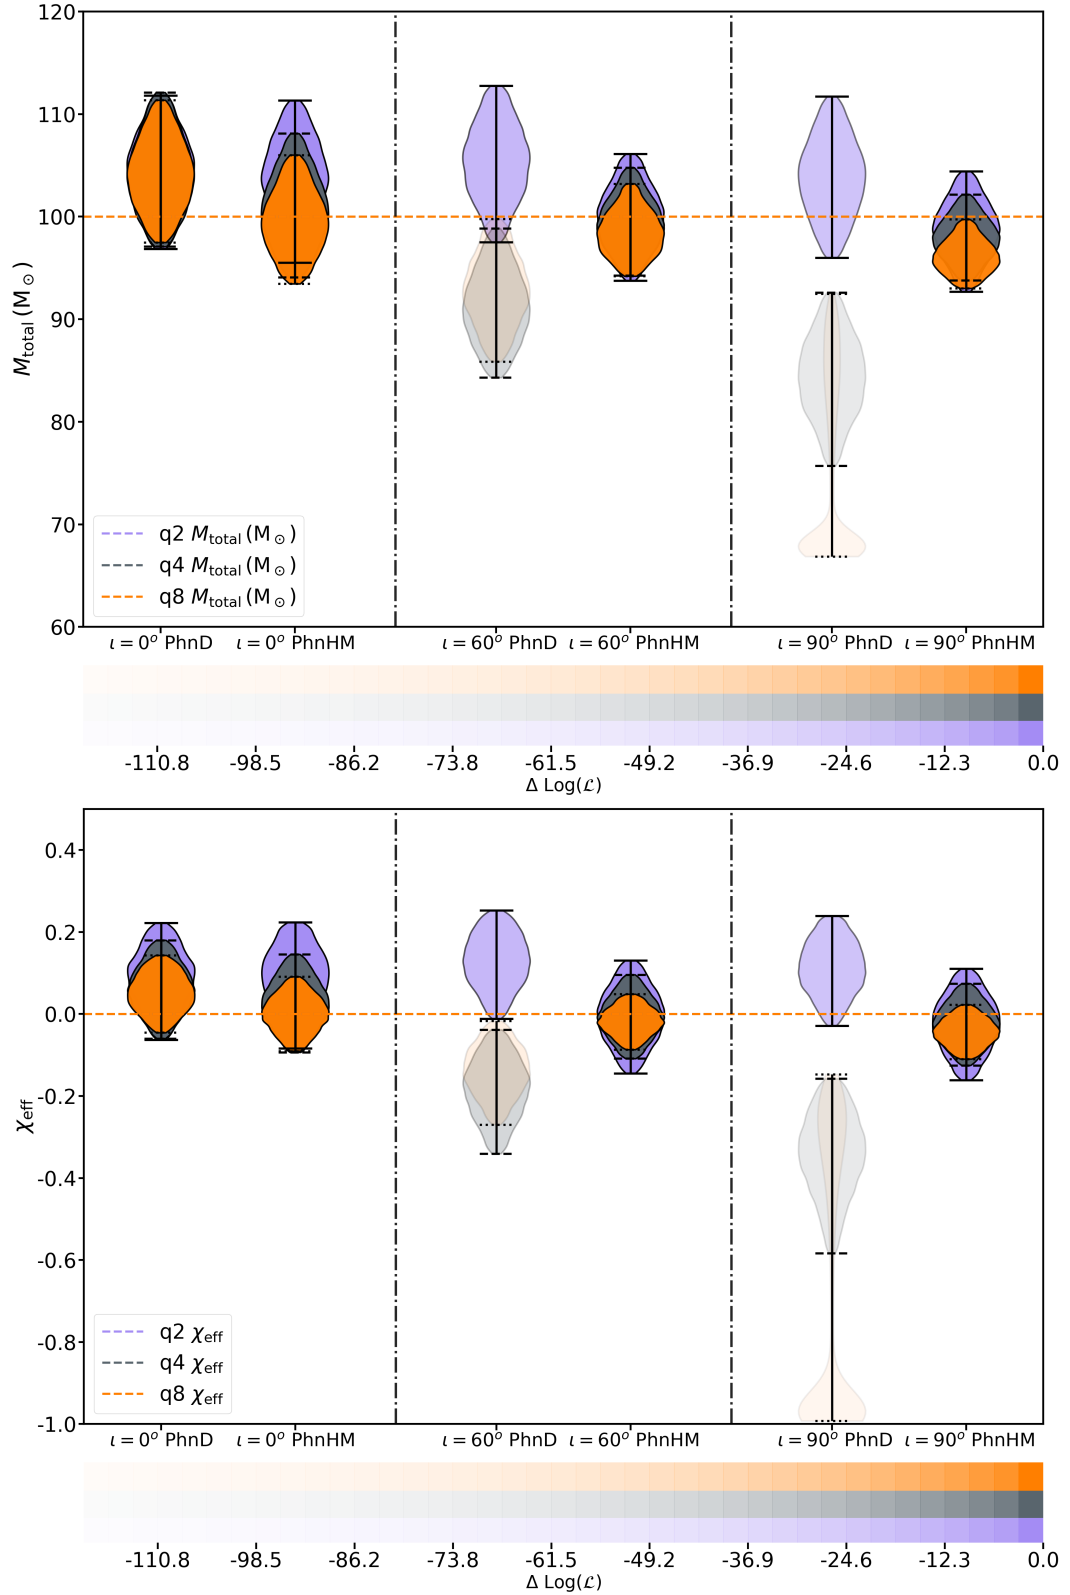 120
110
100
90
80
70
60
M_total (M_⊙)
q2 M_total (M_⊙)
q4 M_total (M_⊙)
q8 M_total (M_⊙)
ι = 0° PhnD ι = 0° PhnHM ι = 60° PhnD ι = 60° PhnHM ι = 90° PhnD ι = 90° PhnHM
-110.8 -98.5 -86.2 -73.8 -61.5 -49.2 -36.9 -24.6 -12.3 0.0
Δ Log(ℒ)
0.4
0.2
0.0
-0.2
-0.4
-0.6
-0.8
-1.0
χ_eff
q2 χ_eff
q4 χ_eff
q8 χ_eff
ι = 0° PhnD ι = 0° PhnHM ι = 60° PhnD ι = 60° PhnHM ι = 90° PhnD ι = 90° PhnHM
-110.8 -98.5 -86.2 -73.8 -61.5 -49.2 -36.9 -24.6 -12.3 0.0
Δ Log(ℒ)